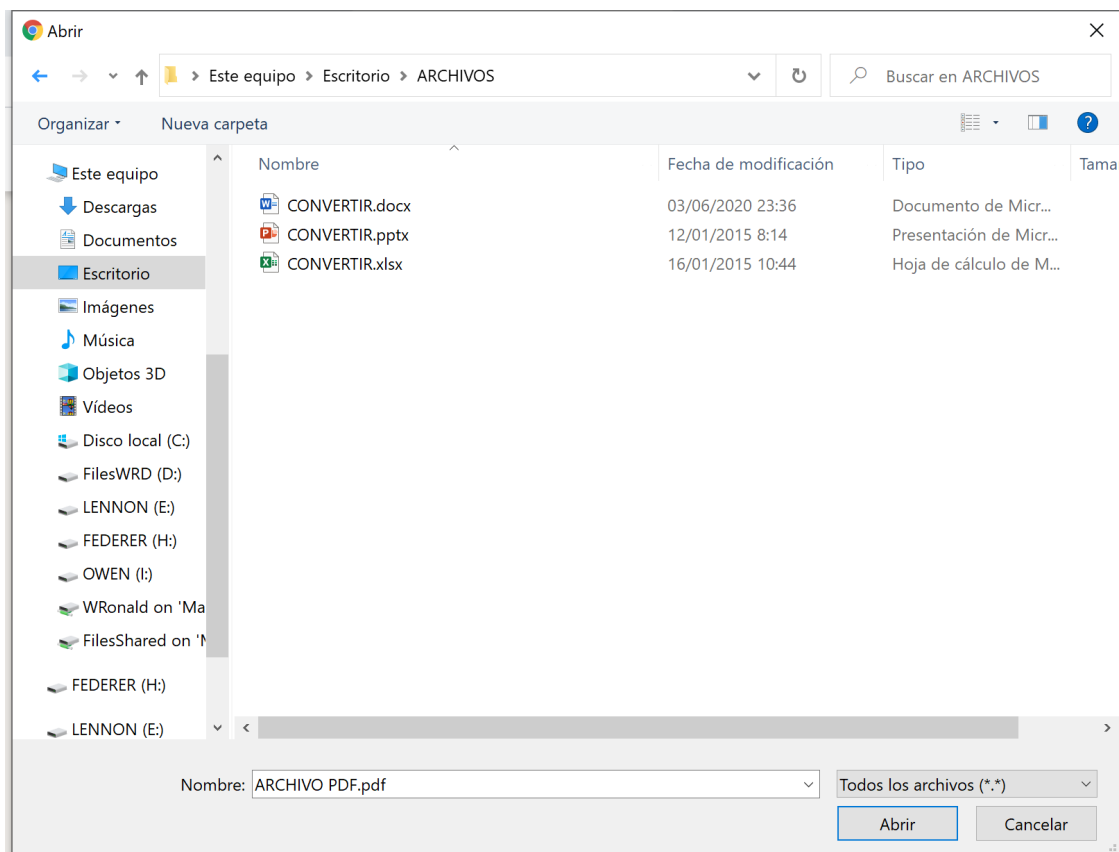 Abrir
Este equipo > Escritorio > ARCHIVOS
Buscar en ARCHIVOS
Organizar
Nueva carpeta
?
Nombre Fecha de modificación Tipo Tama
CONVERTIR.docx 03/06/2020 23:36 Documento de Micr...
CONVERTIR.pptx 12/01/2015 8:14 Presentación de Micr...
CONVERTIR.xlsx 16/01/2015 10:44 Hoja de cálculo de M...
Este equipo
Descargas
Documentos
Escritorio
Imágenes
Música
Objetos 3D
Vídeos
Disco local (C:)
FilesWRD (D:)
LENNON (E:)
FEDERER (H:)
OWEN (I:)
WRonald on 'Ma
FilesShared on 'M
FEDERER (H:)
LENNON (E:)
Nombre: ARCHIVO PDF.pdf
Todos los archivos (*.*)
Abrir Cancelar